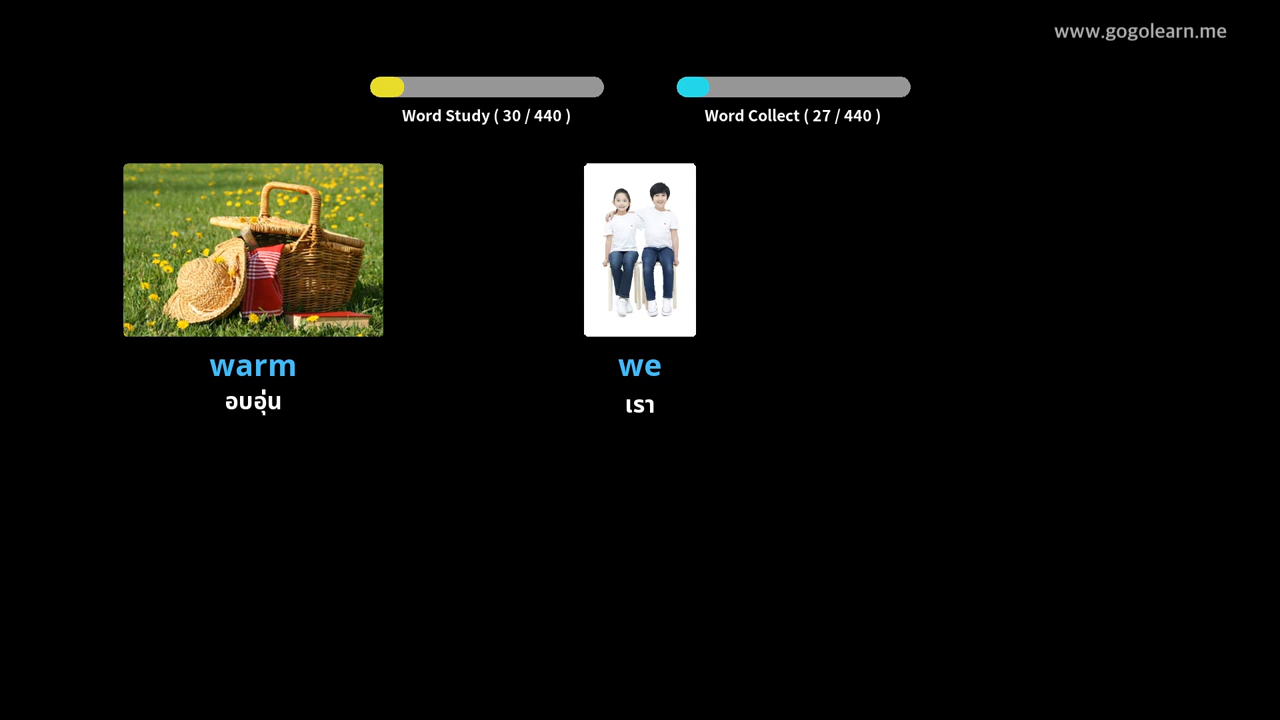 www.gogolearn.me
Word Study ( 30 / 440 )
Word Collect ( 27 / 440 )
warm
อบอุ่น
we
เรา